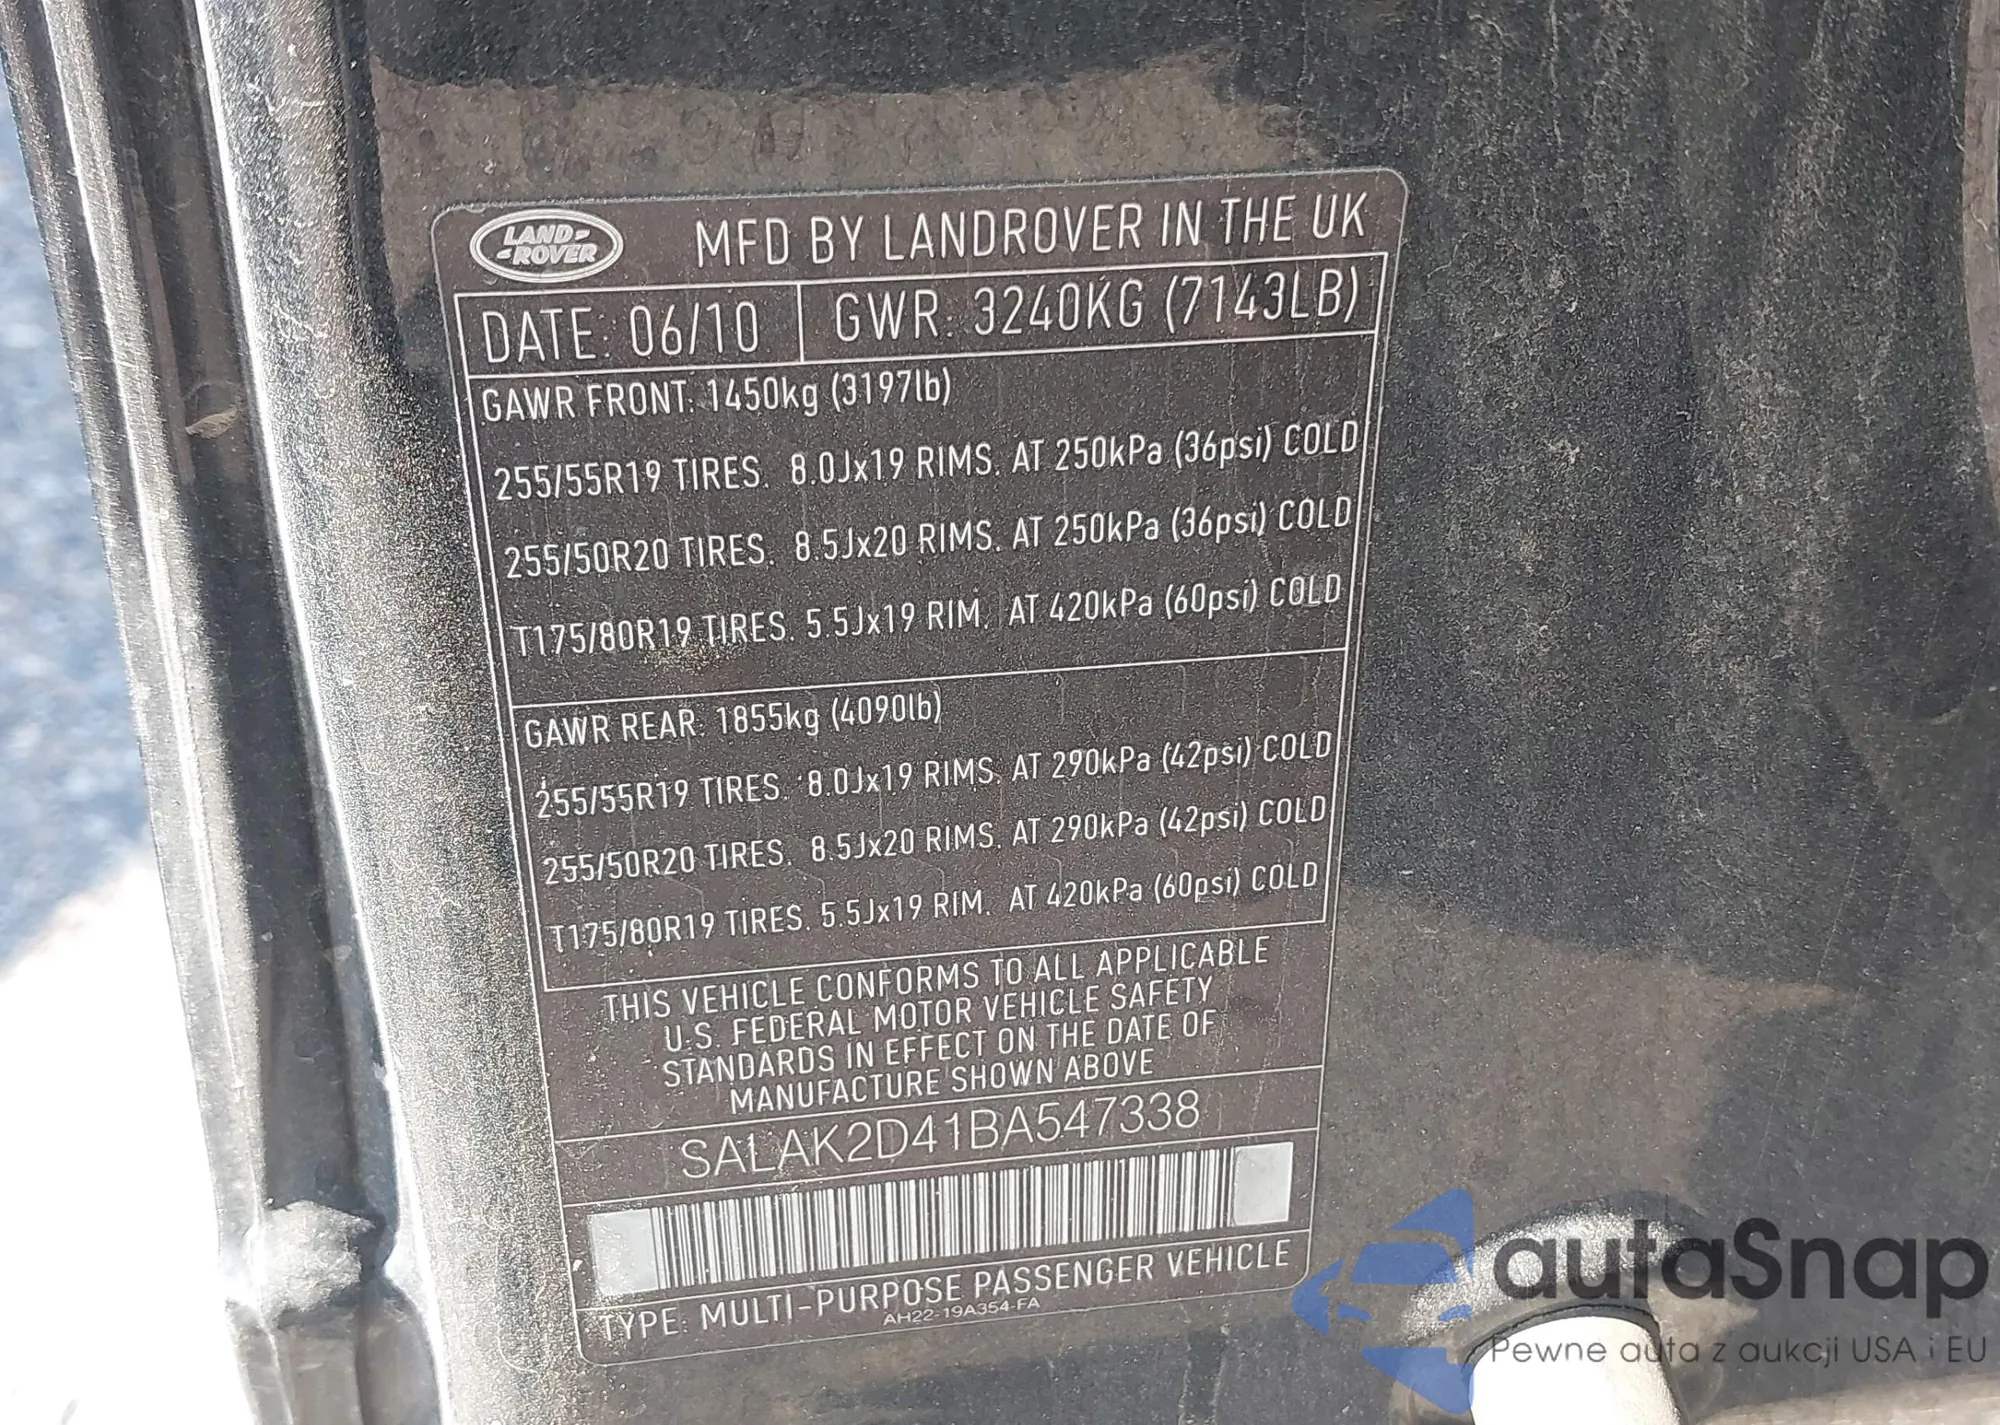 LAND-
-ROVER
MFD BY LANDROVER IN THE UK
DATE: 06/10 GWR: 3240KG (7143LB)
GAWR FRONT: 1450kg (3197lb)
255/55R19 TIRES. 8.0Jx19 RIMS. AT 250kPa (36psi) COLD
255/50R20 TIRES. 8.5Jx20 RIMS. AT 250kPa (36psi) COLD
T175/80R19 TIRES. 5.5Jx19 RIM. AT 420kPa (60psi) COLD
GAWR REAR: 1855kg (4090lb)
255/55R19 TIRES. 8.0Jx19 RIMS. AT 290kPa (42psi) COLD
255/50R20 TIRES. 8.5Jx20 RIMS. AT 290kPa (42psi) COLD
T175/80R19 TIRES. 5.5Jx19 RIM. AT 420kPa (60psi) COLD
THIS VEHICLE CONFORMS TO ALL APPLICABLE
U.S. FEDERAL MOTOR VEHICLE SAFETY
STANDARDS IN EFFECT ON THE DATE OF
MANUFACTURE SHOWN ABOVE
SALAK2D41BA547338
TYPE: MULTI-PURPOSE PASSENGER VEHICLE
AH22-19A354-FA
autaSnap
Pewne auta z aukcji USA i EU